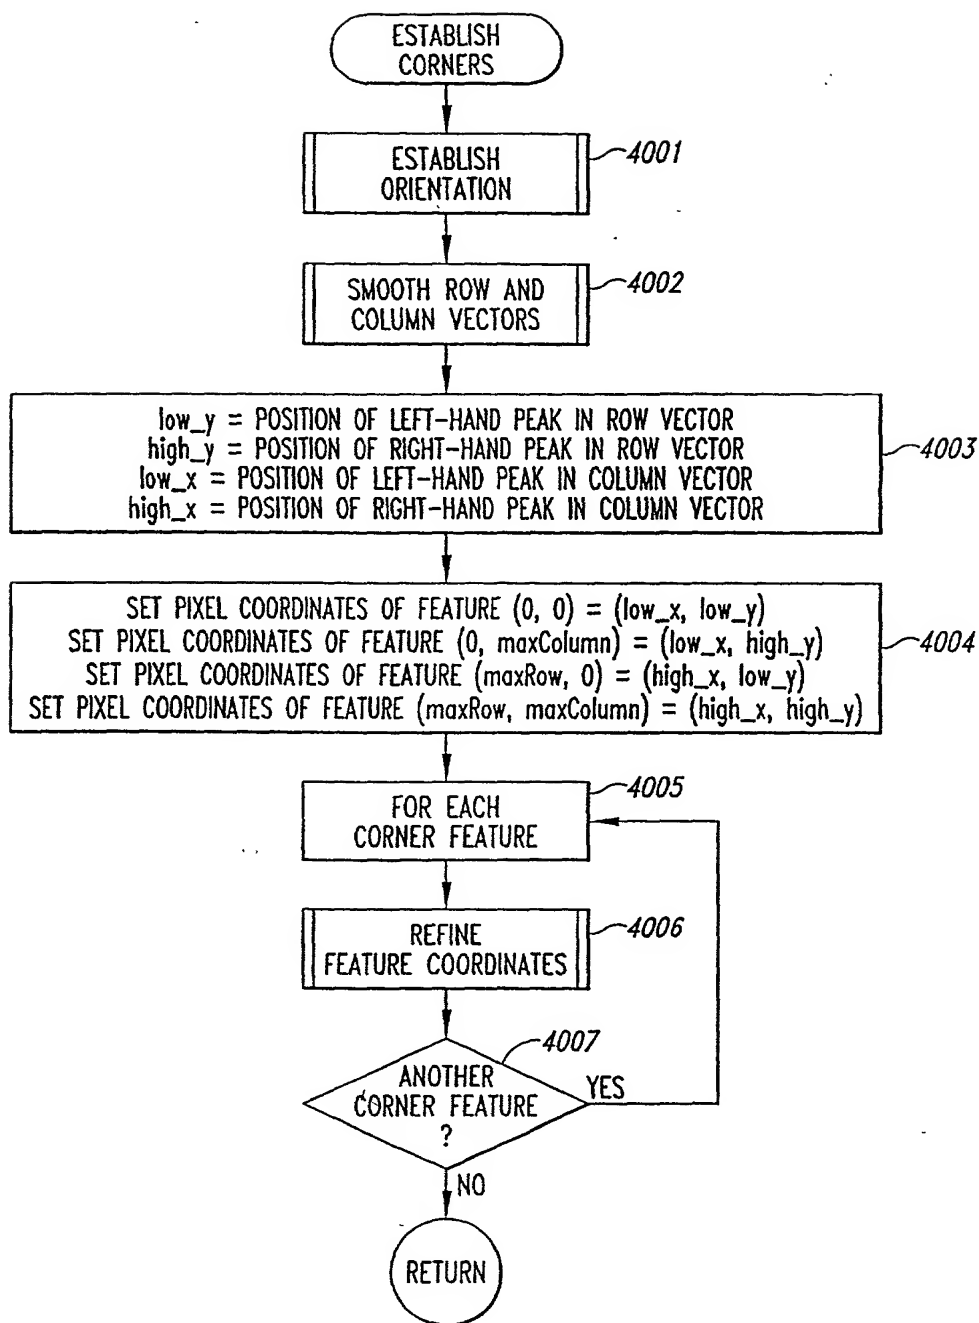 ESTABLISH
CORNERS
ESTABLISH
ORIENTATION
4001
SMOOTH ROW AND
COLUMN VECTORS
4002
low_y = POSITION OF LEFT-HAND PEAK IN ROW VECTOR
high_y = POSITION OF RIGHT-HAND PEAK IN ROW VECTOR
low_x = POSITION OF LEFT-HAND PEAK IN COLUMN VECTOR
high_x = POSITION OF RIGHT-HAND PEAK IN COLUMN VECTOR
4003
SET PIXEL COORDINATES OF FEATURE (0, 0) = (low_x, low_y)
SET PIXEL COORDINATES OF FEATURE (0, maxColumn) = (low_x, high_y)
SET PIXEL COORDINATES OF FEATURE (maxRow, 0) = (high_x, low_y)
SET PIXEL COORDINATES OF FEATURE (maxRow, maxColumn) = (high_x, high_y)
4004
FOR EACH
CORNER FEATURE
4005
REFINE
FEATURE COORDINATES
4006
ANOTHER
CORNER FEATURE
?
4007
YES
NO
RETURN